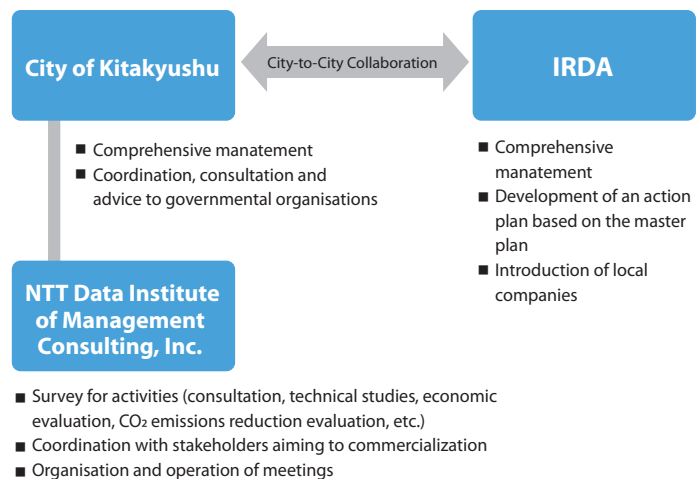 City of Kitakyushu
City-to-City Collaboration
IRDA
■ Comprehensive manatement
■ Coordination, consultation and
advice to governmental organisations
■ Comprehensive
manatement
■ Development of an action
plan based on the master
plan
■ Introduction of local
companies
NTT Data Institute
of Management
Consulting, Inc.
■ Survey for activities (consultation, technical studies, economic
evaluation, CO₂ emissions reduction evaluation, etc.)
■ Coordination with stakeholders aiming to commercialization
■ Organisation and operation of meetings